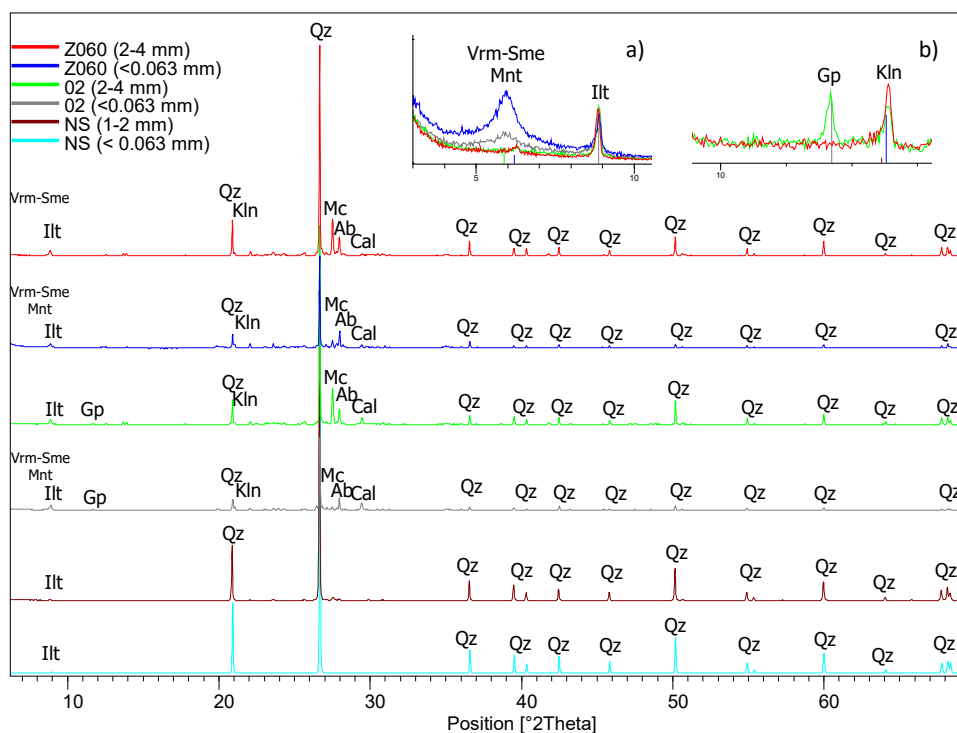 Qz
Z060 (2-4 mm)
Z060 (<0.063 mm)
02 (2-4 mm)
02 (<0.063 mm)
NS (1-2 mm)
NS (< 0.063 mm)
a)
Vrm-Sme
Mnt
Ilt
5
10
b)
Gp
Kln
10
Vrm-Sme
Ilt
Qz
Kln
Mc
Ab
Cal
Qz
Qz
Qz
Qz
Qz
Qz
Qz
Kln
Qz
Vrm-Sme
Mnt
Ilt
Qz
Kln
Mc
Ab
Cal
Qz
Qz
Qz
Qz
Qz
Qz
Qz
Qz
Qz
Ilt
Gp
Qz
Kln
Mc
Ab
Cal
Qz
Qz
Qz
Qz
Qz
Qz
Qz
Qz
Qz
Vrm-Sme
Mnt
Ilt
Gp
Qz
Kln
Mc
Ab
Cal
Qz
Qz
Qz
Qz
Qz
Qz
Qz
Qz
Qz
Ilt
Qz
Qz
Qz
Qz
Qz
Qz
Qz
Qz
Qz
Qz
Ilt
Qz
Qz
Qz
Qz
Qz
Qz
Qz
Qz
Qz
10
20
30
40
50
60
Position [°2Theta]